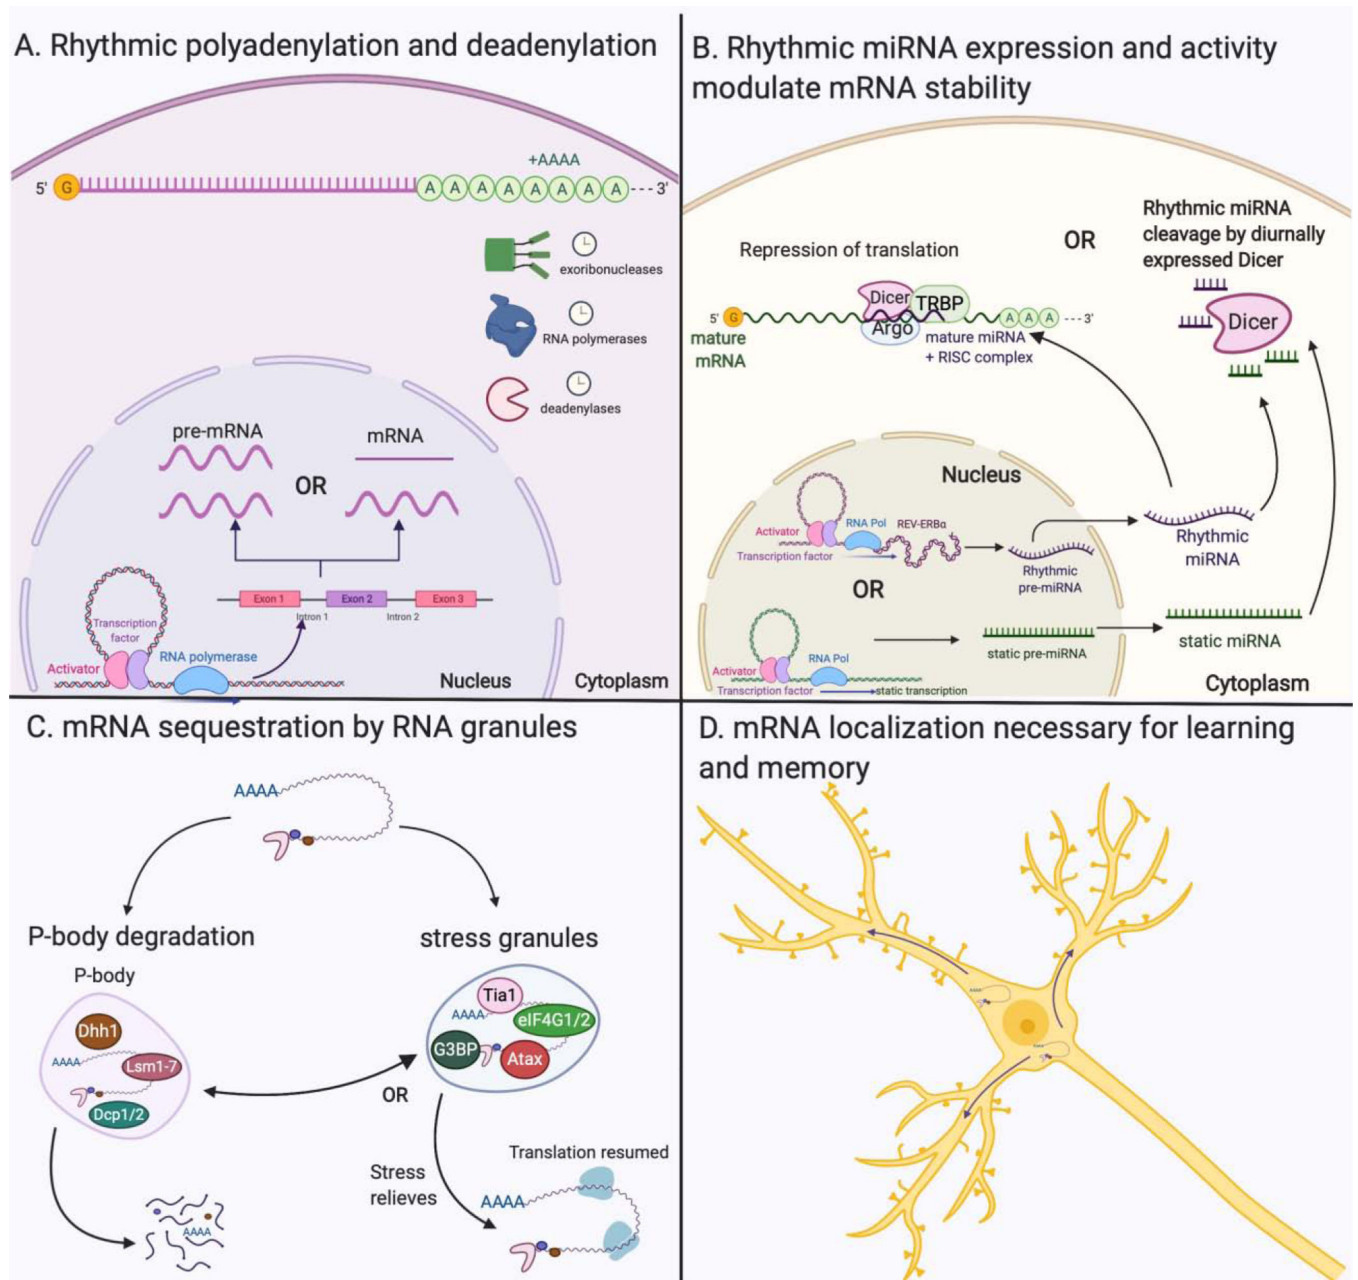 A. Rhythmic polyadenylation and deadenylation
+AAAA
5' G A A A A A A A A --- 3'
exoribonucleases
RNA polymerases
deadenylases
pre-mRNA
mRNA
OR
Exon 1
Exon 2
Exon 3
Intron 1
Intron 2
Transcription
factor
Activator
RNA polymerase
Nucleus
Cytoplasm
B. Rhythmic miRNA expression and activity
modulate mRNA stability
Rhythmic miRNA
cleavage by diurnally
expressed Dicer
OR
Repression of translation
Dicer
TRBP
Argo
Dicer
5' G A A A --- 3'
mature
mRNA
mature miRNA
+ RISC complex
Nucleus
Activator
RNA Pol
REV-ERBα
Transcription factor
Rhythmic
pre-miRNA
Rhythmic
miRNA
OR
static pre-miRNA
static miRNA
Activator
RNA Pol
Transcription factor
static transcription
Cytoplasm
C. mRNA sequestration by RNA granules
AAAA
P-body degradation
stress granules
P-body
Dhh1
AAAA
Lsm1-7
Dcp1/2
Tia1
AAAA
eIF4G1/2
G3BP
Atax
OR
Stress
relieves
Translation resumed
AAAA
AAAA
D. mRNA localization necessary for learning
and memory
AAAA
AAAA